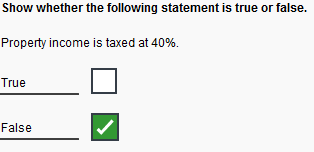 Show whether the following statement is true or false.
Property income is taxed at 40%.
True
False